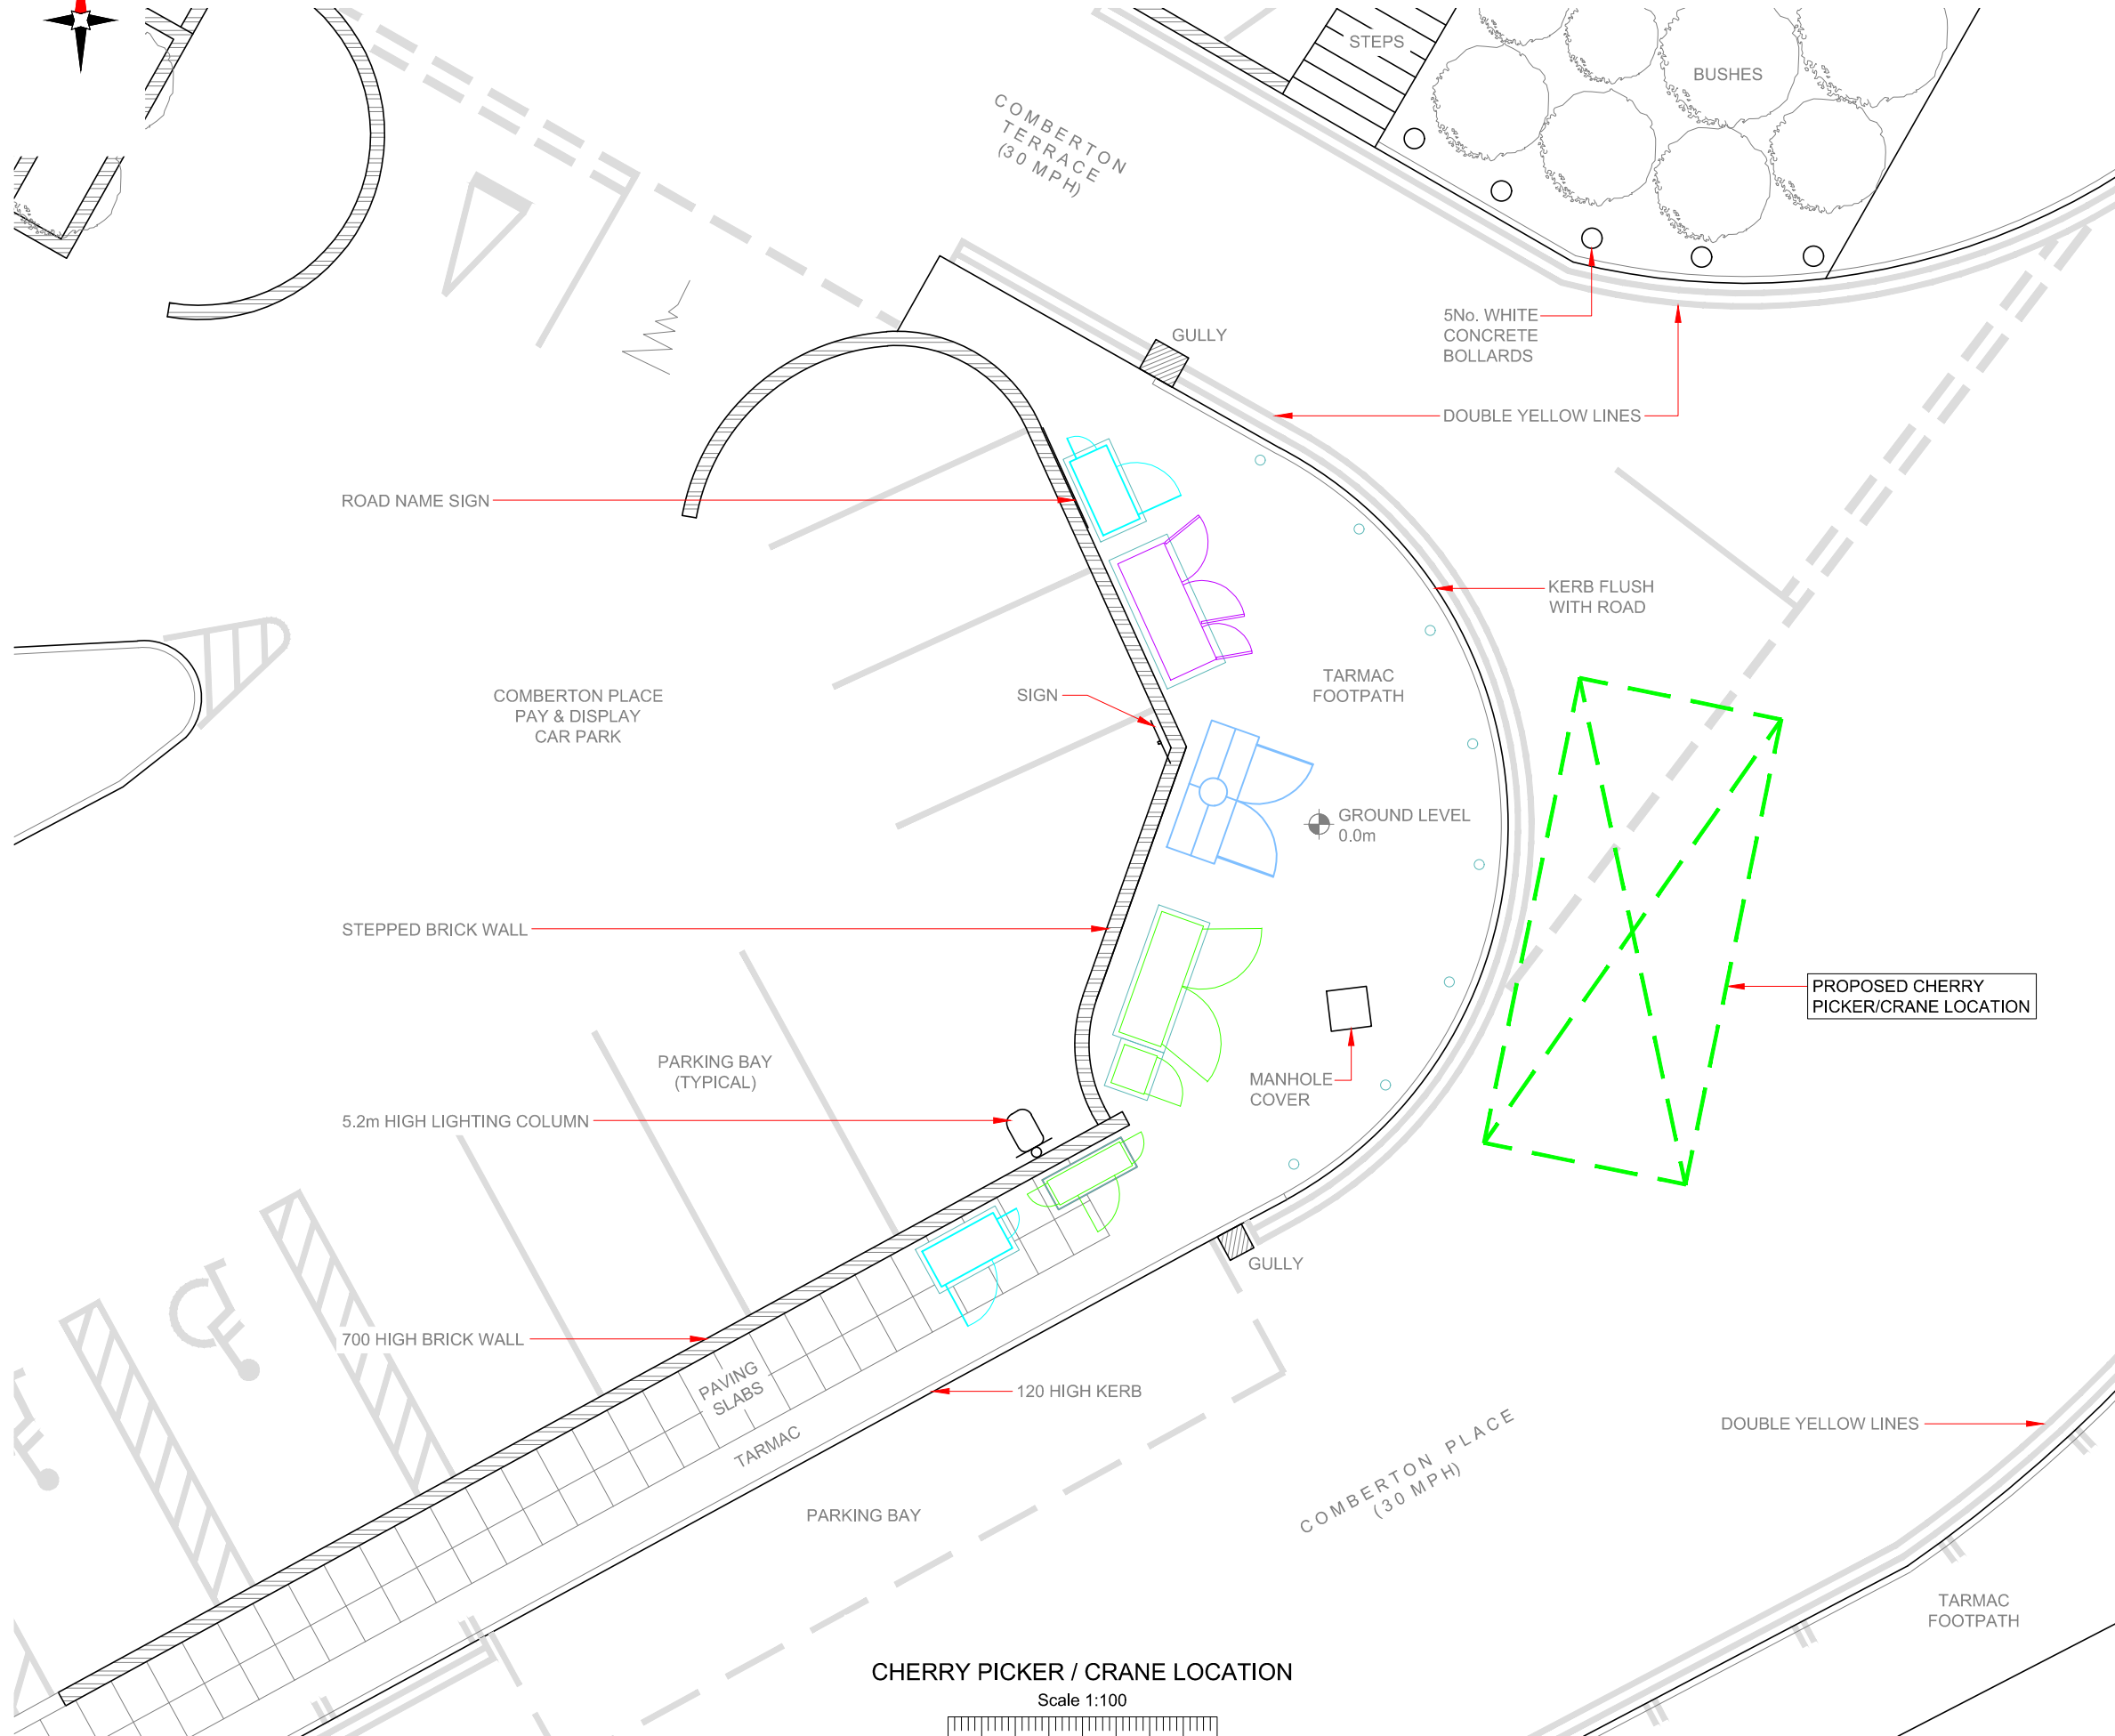 STEPS
BUSHES
COMBERTON
TERRACE
(30 MPH)
GULLY
5No. WHITE
CONCRETE
BOLLARDS
DOUBLE YELLOW LINES
ROAD NAME SIGN
KERB FLUSH
WITH ROAD
COMBERTON PLACE
PAY & DISPLAY
CAR PARK
SIGN
TARMAC
FOOTPATH
GROUND LEVEL
0.0m
STEPPED BRICK WALL
PROPOSED CHERRY
PICKER/CRANE LOCATION
PARKING BAY
(TYPICAL)
MANHOLE
COVER
5.2m HIGH LIGHTING COLUMN
GULLY
700 HIGH BRICK WALL
PAVING
SLABS
120 HIGH KERB
TARMAC
DOUBLE YELLOW LINES
COMBERTON PLACE
(30 MPH)
PARKING BAY
TARMAC
FOOTPATH
CHERRY PICKER / CRANE LOCATION
Scale 1:100